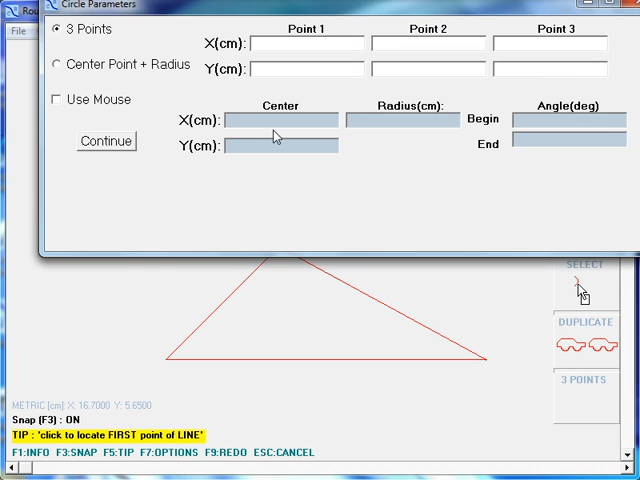 Circle Parameters
Rou
File
3 Points
Point 1 Point 2 Point 3
X(cm):
Center Point + Radius
Y(cm):
Use Mouse
Center Radius(cm): Angle(deg)
X(cm): Begin
Continue
Y(cm): End
SELECT
DUPLICATE
3 POINTS
METRIC (cm): X: 16.7000 Y: 5.6500
Snap (F3) : ON
TIP : 'click to locate FIRST point of LINE'
F1:INFO F3:SNAP F5:TIP F7:OPTIONS F9:REDO ESC:CANCEL